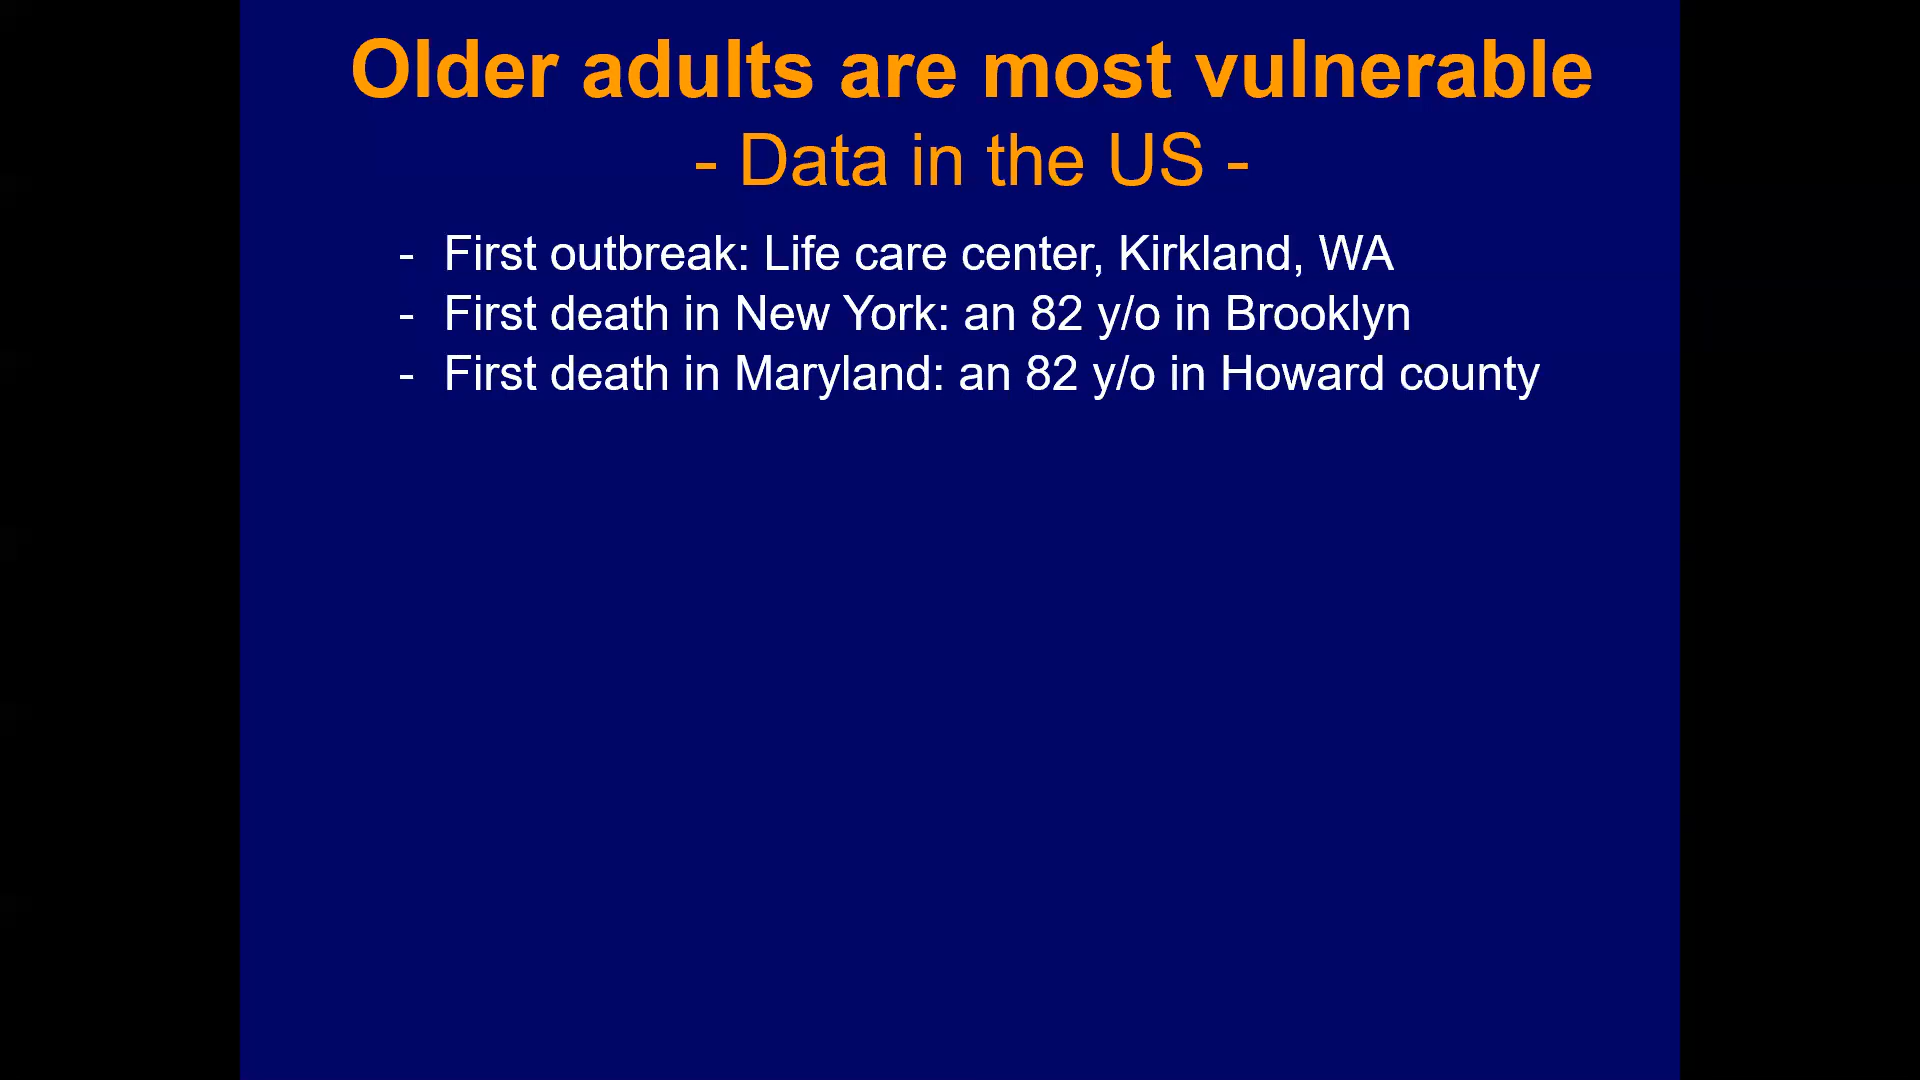 Older adults are most vulnerable
- Data in the US -
- First outbreak: Life care center, Kirkland, WA
- First death in New York: an 82 y/o in Brooklyn
- First death in Maryland: an 82 y/o in Howard county